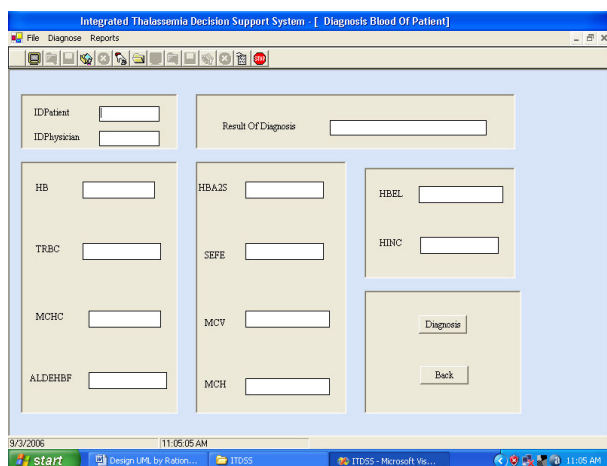 Integrated Thalassemia Decision Support System - [ Diagnosis Blood Of Patient]
File Diagnose Reports
STOP
IDPatient
IDPhysician
Result Of Diagnosis
HB
HBA2S
HBEL
TRBC
SEFE
HINC
MCHC
MCV
Diagnosis
ALDEHBF
MCH
Back
9/3/2006 11:05:05 AM
start Design UML by Ration... ITDSS ITDSS - Microsoft Vis... 11:05 AM